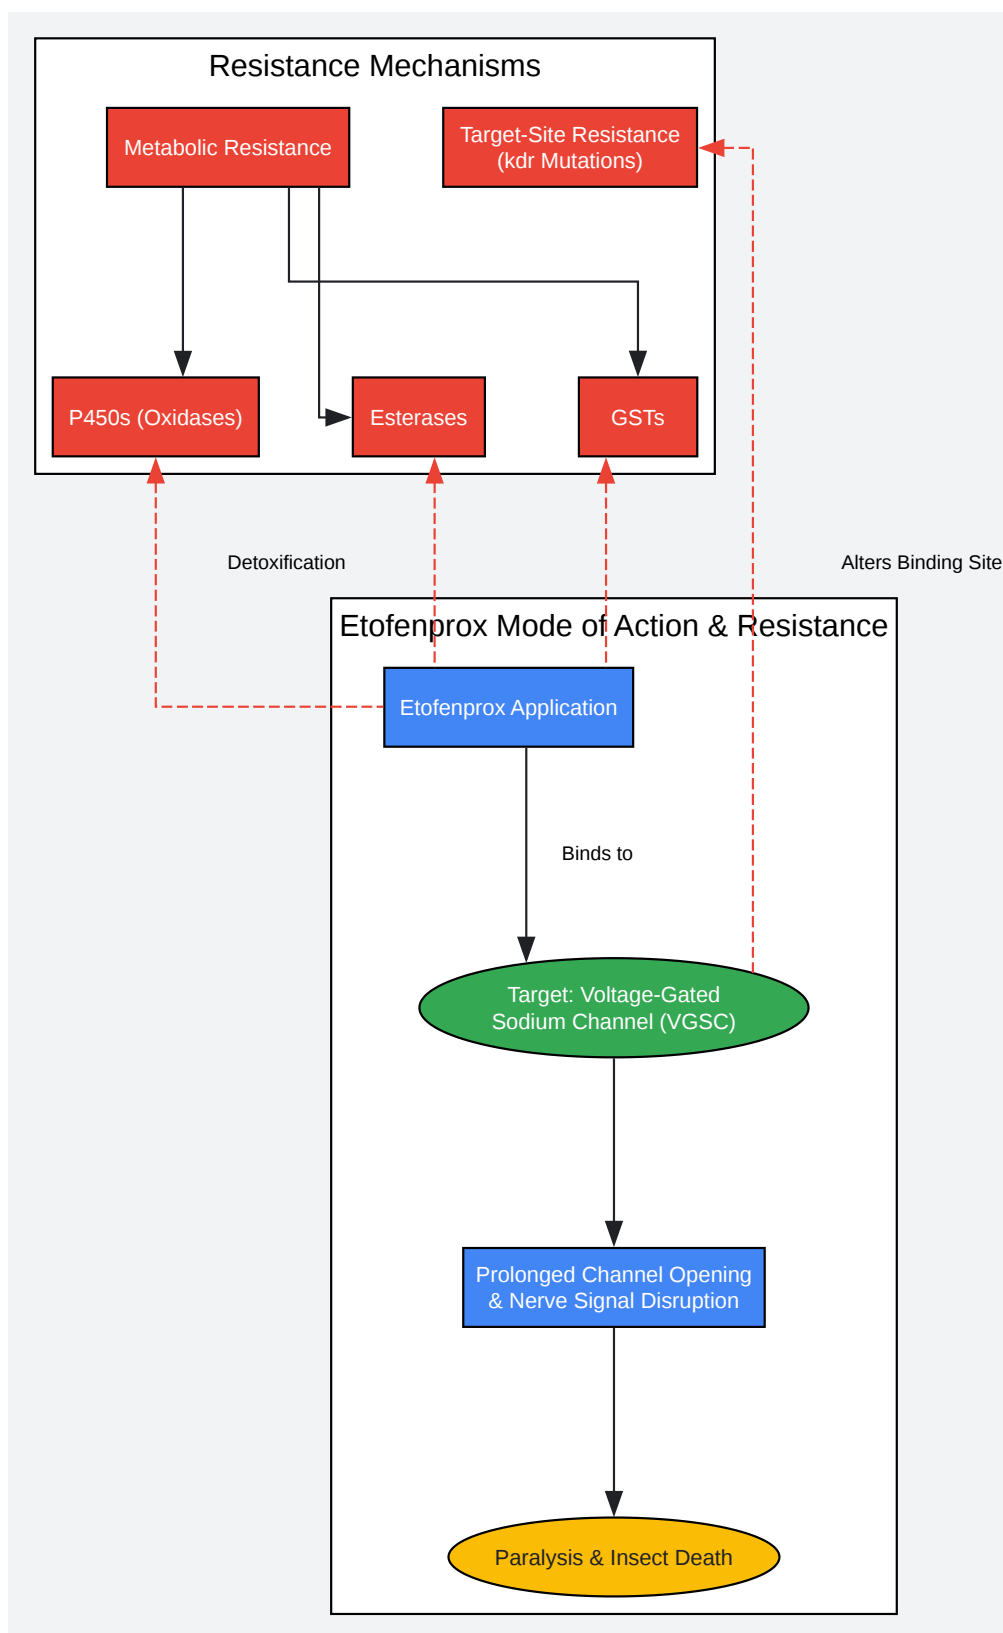 Resistance Mechanisms
Metabolic Resistance
Target-Site Resistance
(kdr Mutations)
P450s (Oxidases)
Esterases
GSTs
Detoxification
Alters Binding Site
Etofenprox Mode of Action & Resistance
Etofenprox Application
Binds to
Target: Voltage-Gated
Sodium Channel (VGSC)
Prolonged Channel Opening
& Nerve Signal Disruption
Paralysis & Insect Death